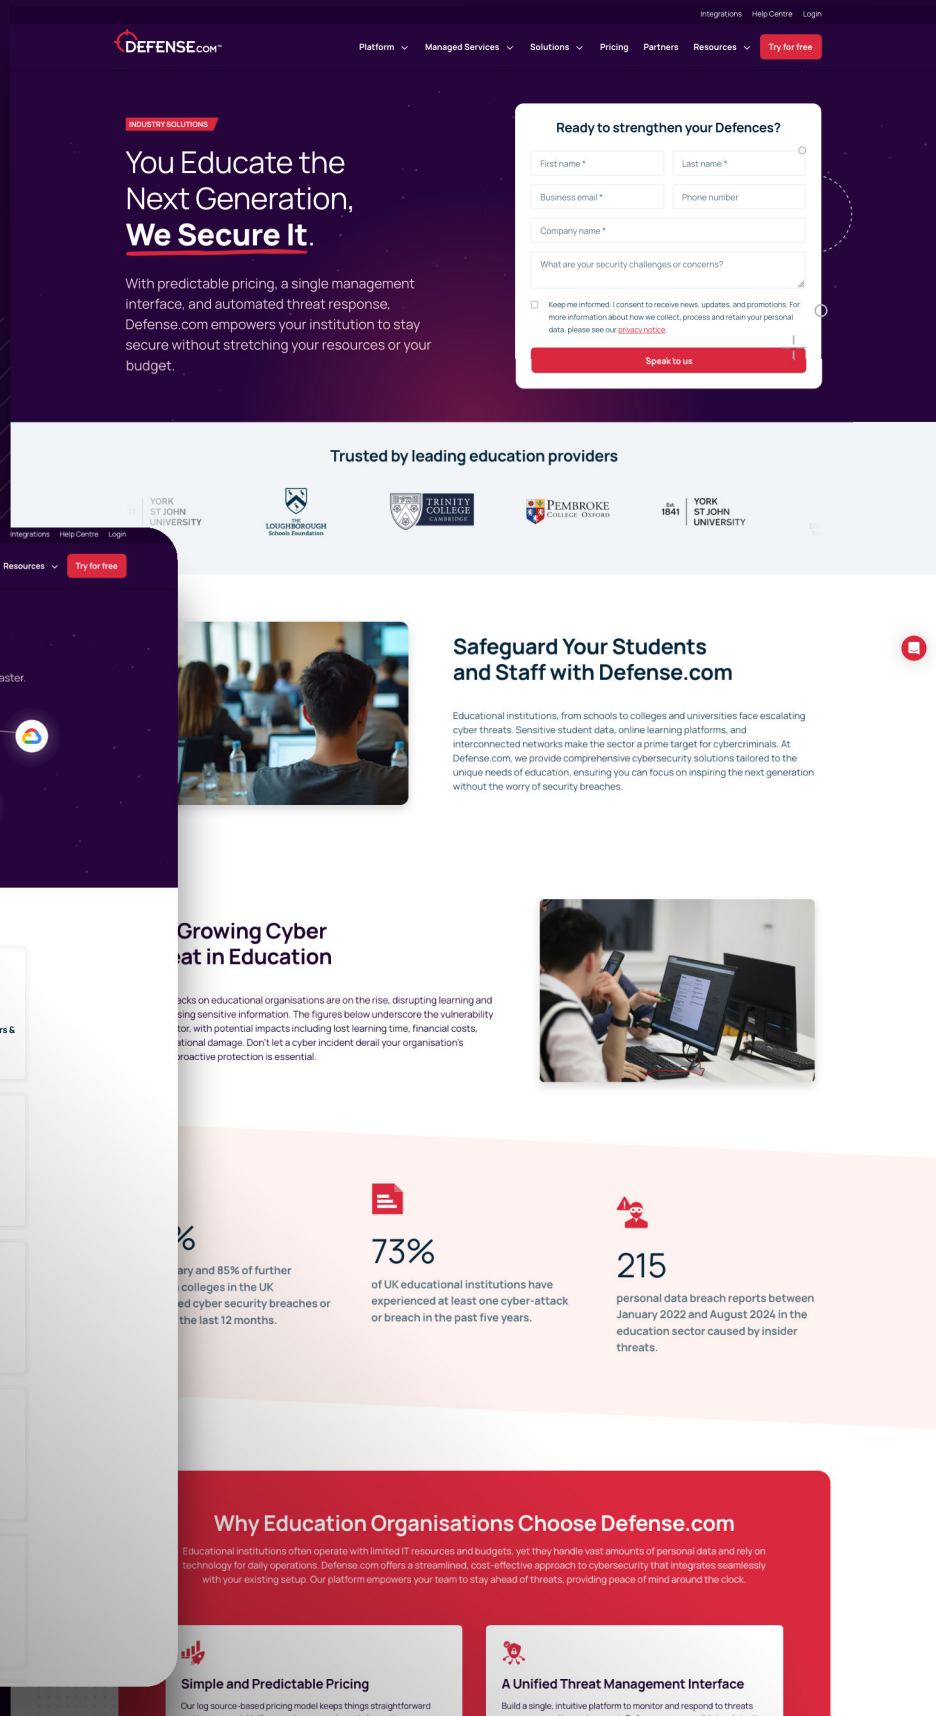 Integrations Help Centre Login
DEFENSE.COM™
Platform Managed Services Solutions Pricing Partners Resources Try for free
INDUSTRY SOLUTIONS
You Educate the
Next Generation,
We Secure It.
With predictable pricing, a single management
interface, and automated threat response,
Defense.com empowers your institution to stay
secure without stretching your resources or your
budget.
Ready to strengthen your Defences?
First name * Last name *
Business email * Phone number
Company name *
What are your security challenges or concerns?
Keep me informed: I consent to receive news, updates, and promotions. For
more information about how we collect, process and retain your personal
data, please see our privacy notice.
Speak to us
Trusted by leading education providers
YORK
ST JOHN
UNIVERSITY
THE
LOUGHBOROUGH
Schools Foundation
TRINITY
COLLEGE
CAMBRIDGE
PEMBROKE
COLLEGE OXFORD
Est.
1841
YORK
ST JOHN
UNIVERSITY
Integrations Help Centre Login
Resources Try for free
aster.
rs &
Safeguard Your Students
and Staff with Defense.com
Educational institutions, from schools to colleges and universities face escalating
cyber threats. Sensitive student data, online learning platforms, and
interconnected networks make the sector a prime target for cybercriminals. At
Defense.com, we provide comprehensive cybersecurity solutions tailored to the
unique needs of education, ensuring you can focus on inspiring the next generation
without the worry of security breaches.
Growing Cyber
eat in Education
acks on educational organisations are on the rise, disrupting learning and
sing sensitive information. The figures below underscore the vulnerability
tor, with potential impacts including lost learning time, financial costs,
ational damage. Don't let a cyber incident derail your organisation's
proactive protection is essential.
%
ary and 85% of further
colleges in the UK
ed cyber security breaches or
the last 12 months.
73%
of UK educational institutions have
experienced at least one cyber-attack
or breach in the past five years.
215
personal data breach reports between
January 2022 and August 2024 in the
education sector caused by insider
threats.
Why Education Organisations Choose Defense.com
Educational institutions often operate with limited IT resources and budgets, yet they handle vast amounts of personal data and rely on
technology for daily operations. Defense.com offers a streamlined, cost-effective approach to cybersecurity that integrates seamlessly
with your existing setup. Our platform empowers your team to stay ahead of threats, providing peace of mind around the clock.
Simple and Predictable Pricing
Our log source-based pricing model keeps things straightforward
A Unified Threat Management Interface
Build a single, intuitive platform to monitor and respond to threats